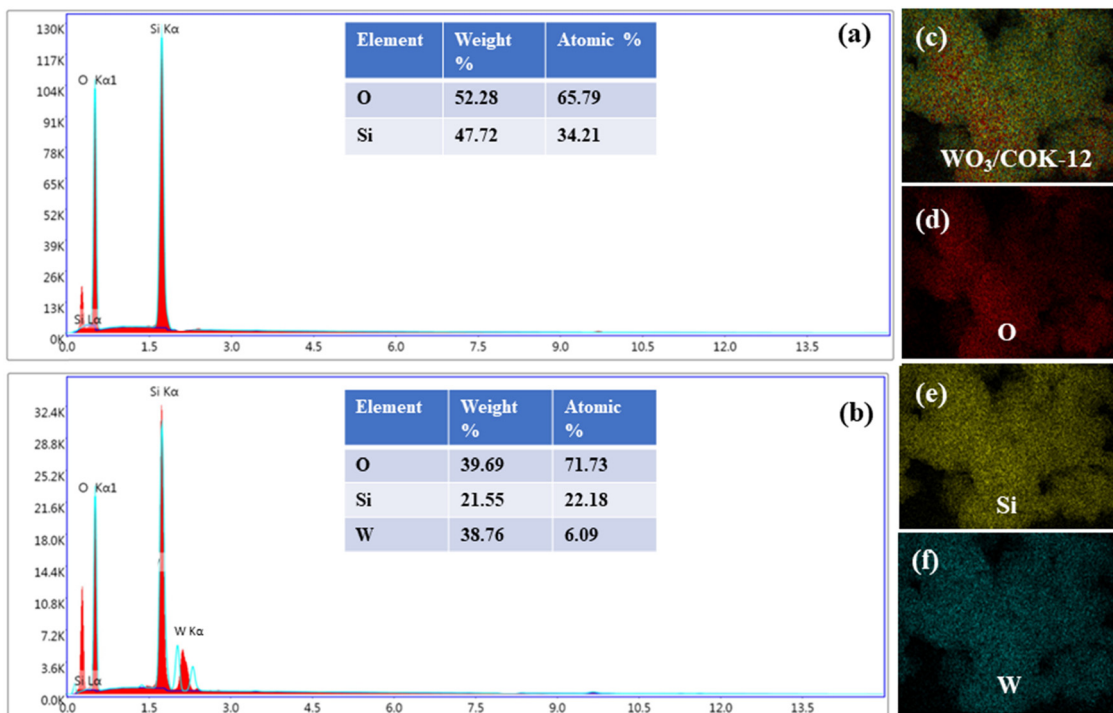 (a)
Si Kα
O Kα1
Si Lα
130K
117K
104K
91K
78K
65K
52K
39K
26K
13K
0K
0.0 1.5 3.0 4.5 6.0 7.5 9.0 10.5 12.0 13.5
Element Weight % Atomic %
O 52.28 65.79
Si 47.72 34.21
(b)
Si Kα
O Kα1
W Kα
Si Lα
32.4K
28.8K
25.2K
21.6K
18.0K
14.4K
10.8K
7.2K
3.6K
0.0K
0.0 1.5 3.0 4.5 6.0 7.5 9.0 10.5 12.0 13.5
Element Weight % Atomic %
O 39.69 71.73
Si 21.55 22.18
W 38.76 6.09
(c)
WO₃/COK-12
(d)
O
(e)
Si
(f)
W